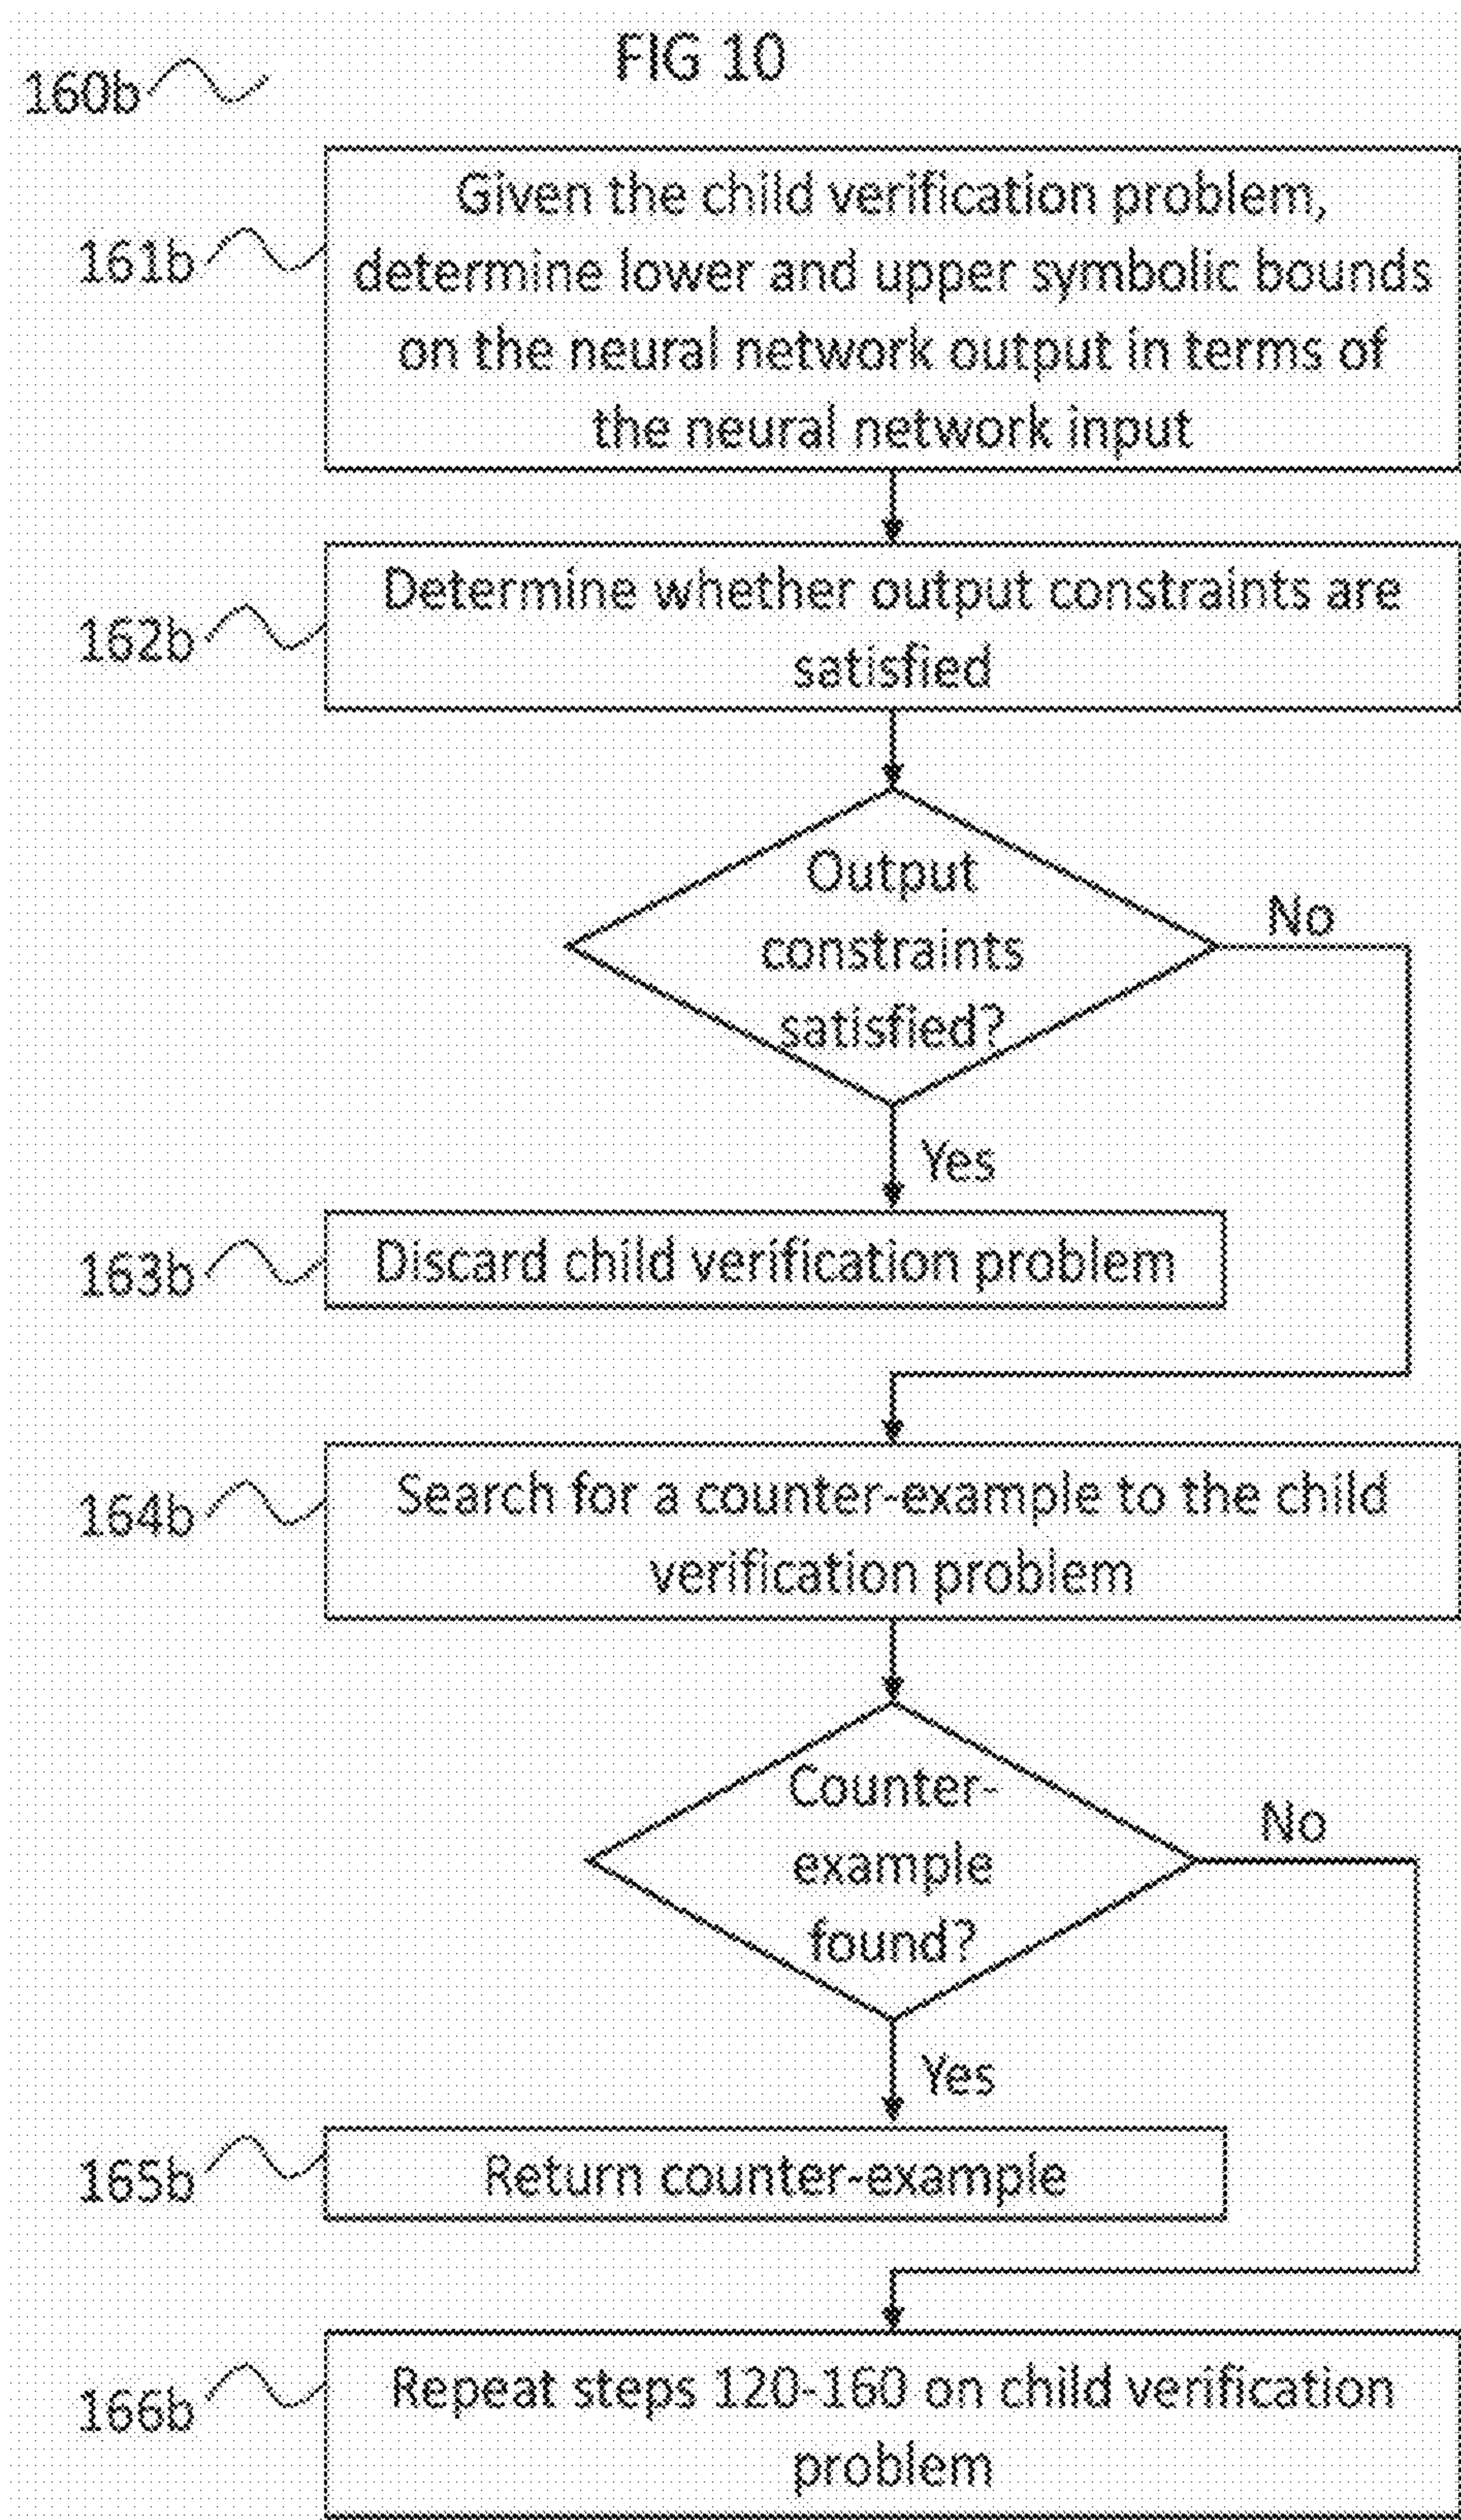 FIG 10
160b
161b
Given the child verification problem,
determine lower and upper symbolic bounds
on the neural network output in terms of
the neural network input
162b
Determine whether output constraints are
satisfied
Output
constraints
satisfied?
No
Yes
163b
Discard child verification problem
164b
Search for a counter-example to the child
verification problem
Counter-
example
found?
No
Yes
165b
Return counter-example
166b
Repeat steps 120-160 on child verification
problem